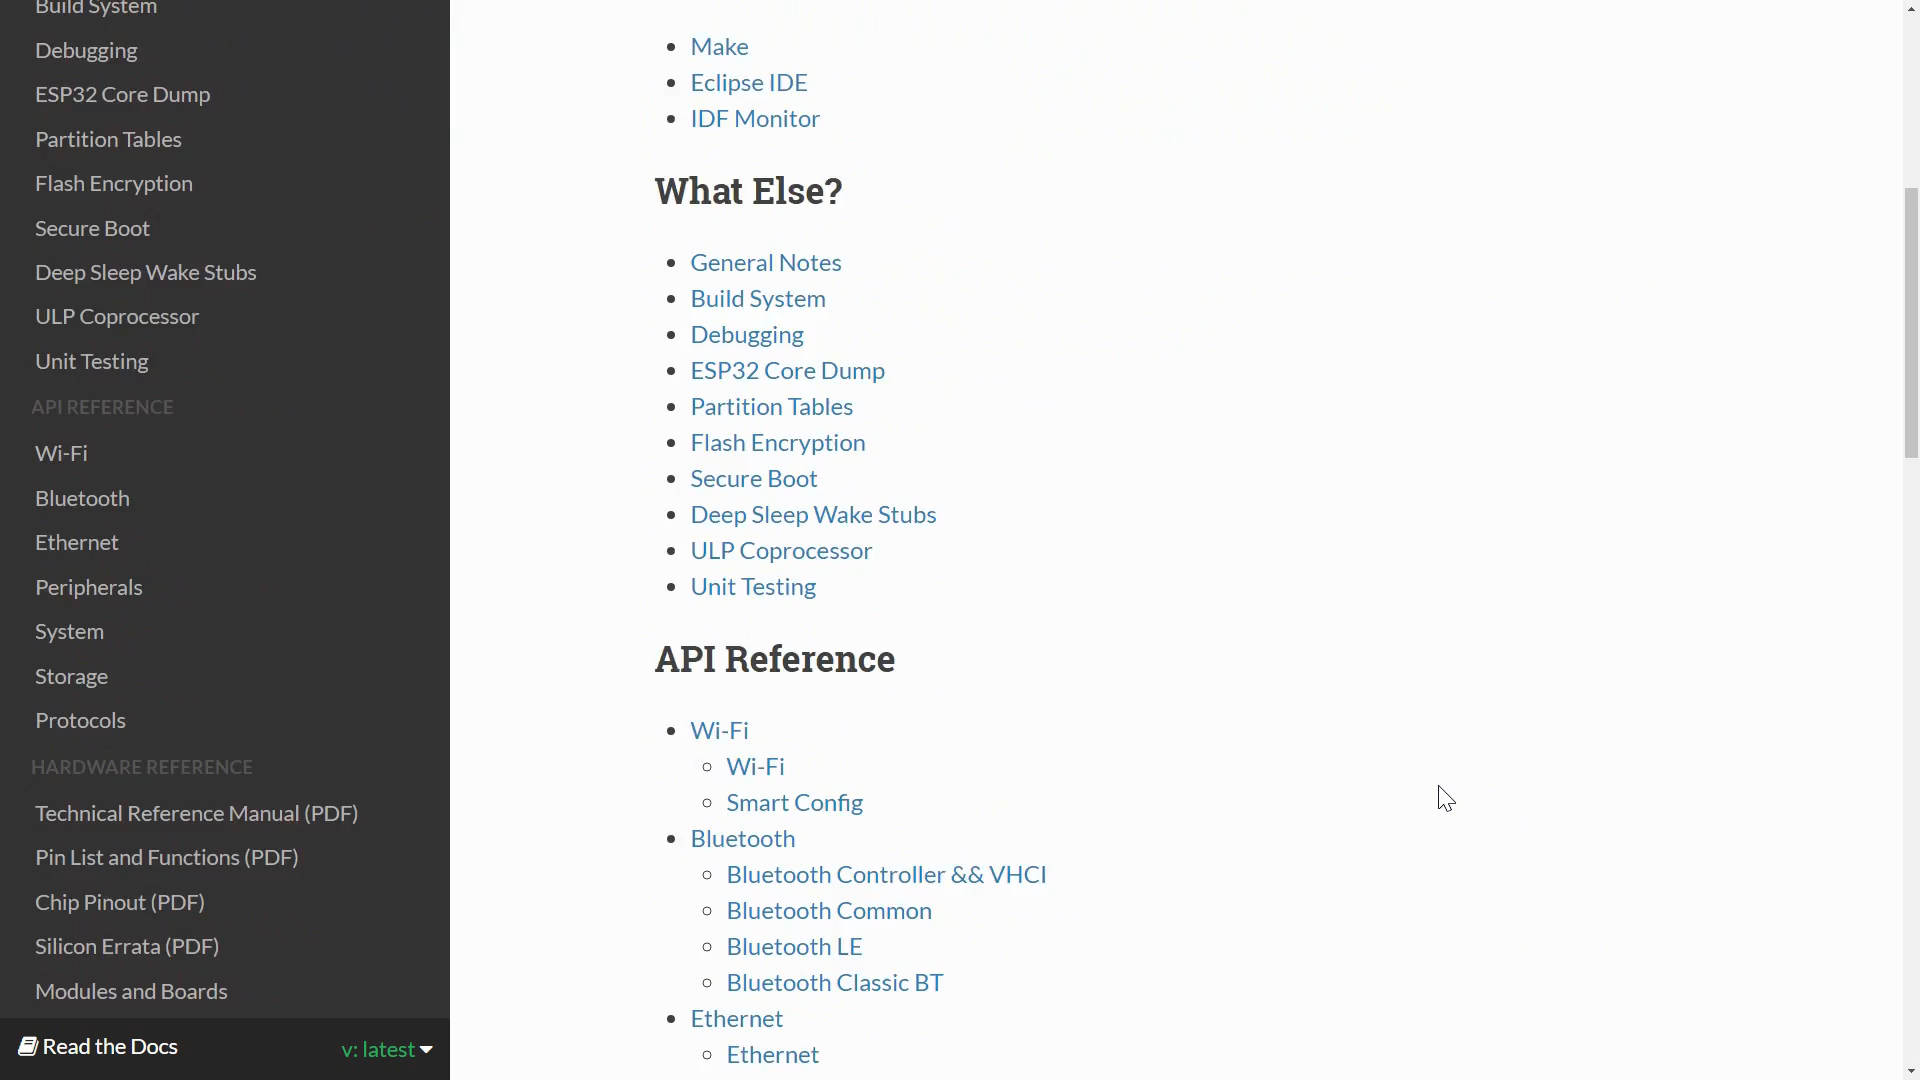 Build System
Debugging
ESP32 Core Dump
Partition Tables
Flash Encryption
Secure Boot
Deep Sleep Wake Stubs
ULP Coprocessor
Unit Testing
API REFERENCE
Wi-Fi
Bluetooth
Ethernet
Peripherals
System
Storage
Protocols
HARDWARE REFERENCE
Technical Reference Manual (PDF)
Pin List and Functions (PDF)
Chip Pinout (PDF)
Silicon Errata (PDF)
Modules and Boards
Read the Docs
v: latest
Make
Eclipse IDE
IDF Monitor
What Else?
General Notes
Build System
Debugging
ESP32 Core Dump
Partition Tables
Flash Encryption
Secure Boot
Deep Sleep Wake Stubs
ULP Coprocessor
Unit Testing
API Reference
Wi-Fi
Wi-Fi
Smart Config
Bluetooth
Bluetooth Controller && VHCI
Bluetooth Common
Bluetooth LE
Bluetooth Classic BT
Ethernet
Ethernet